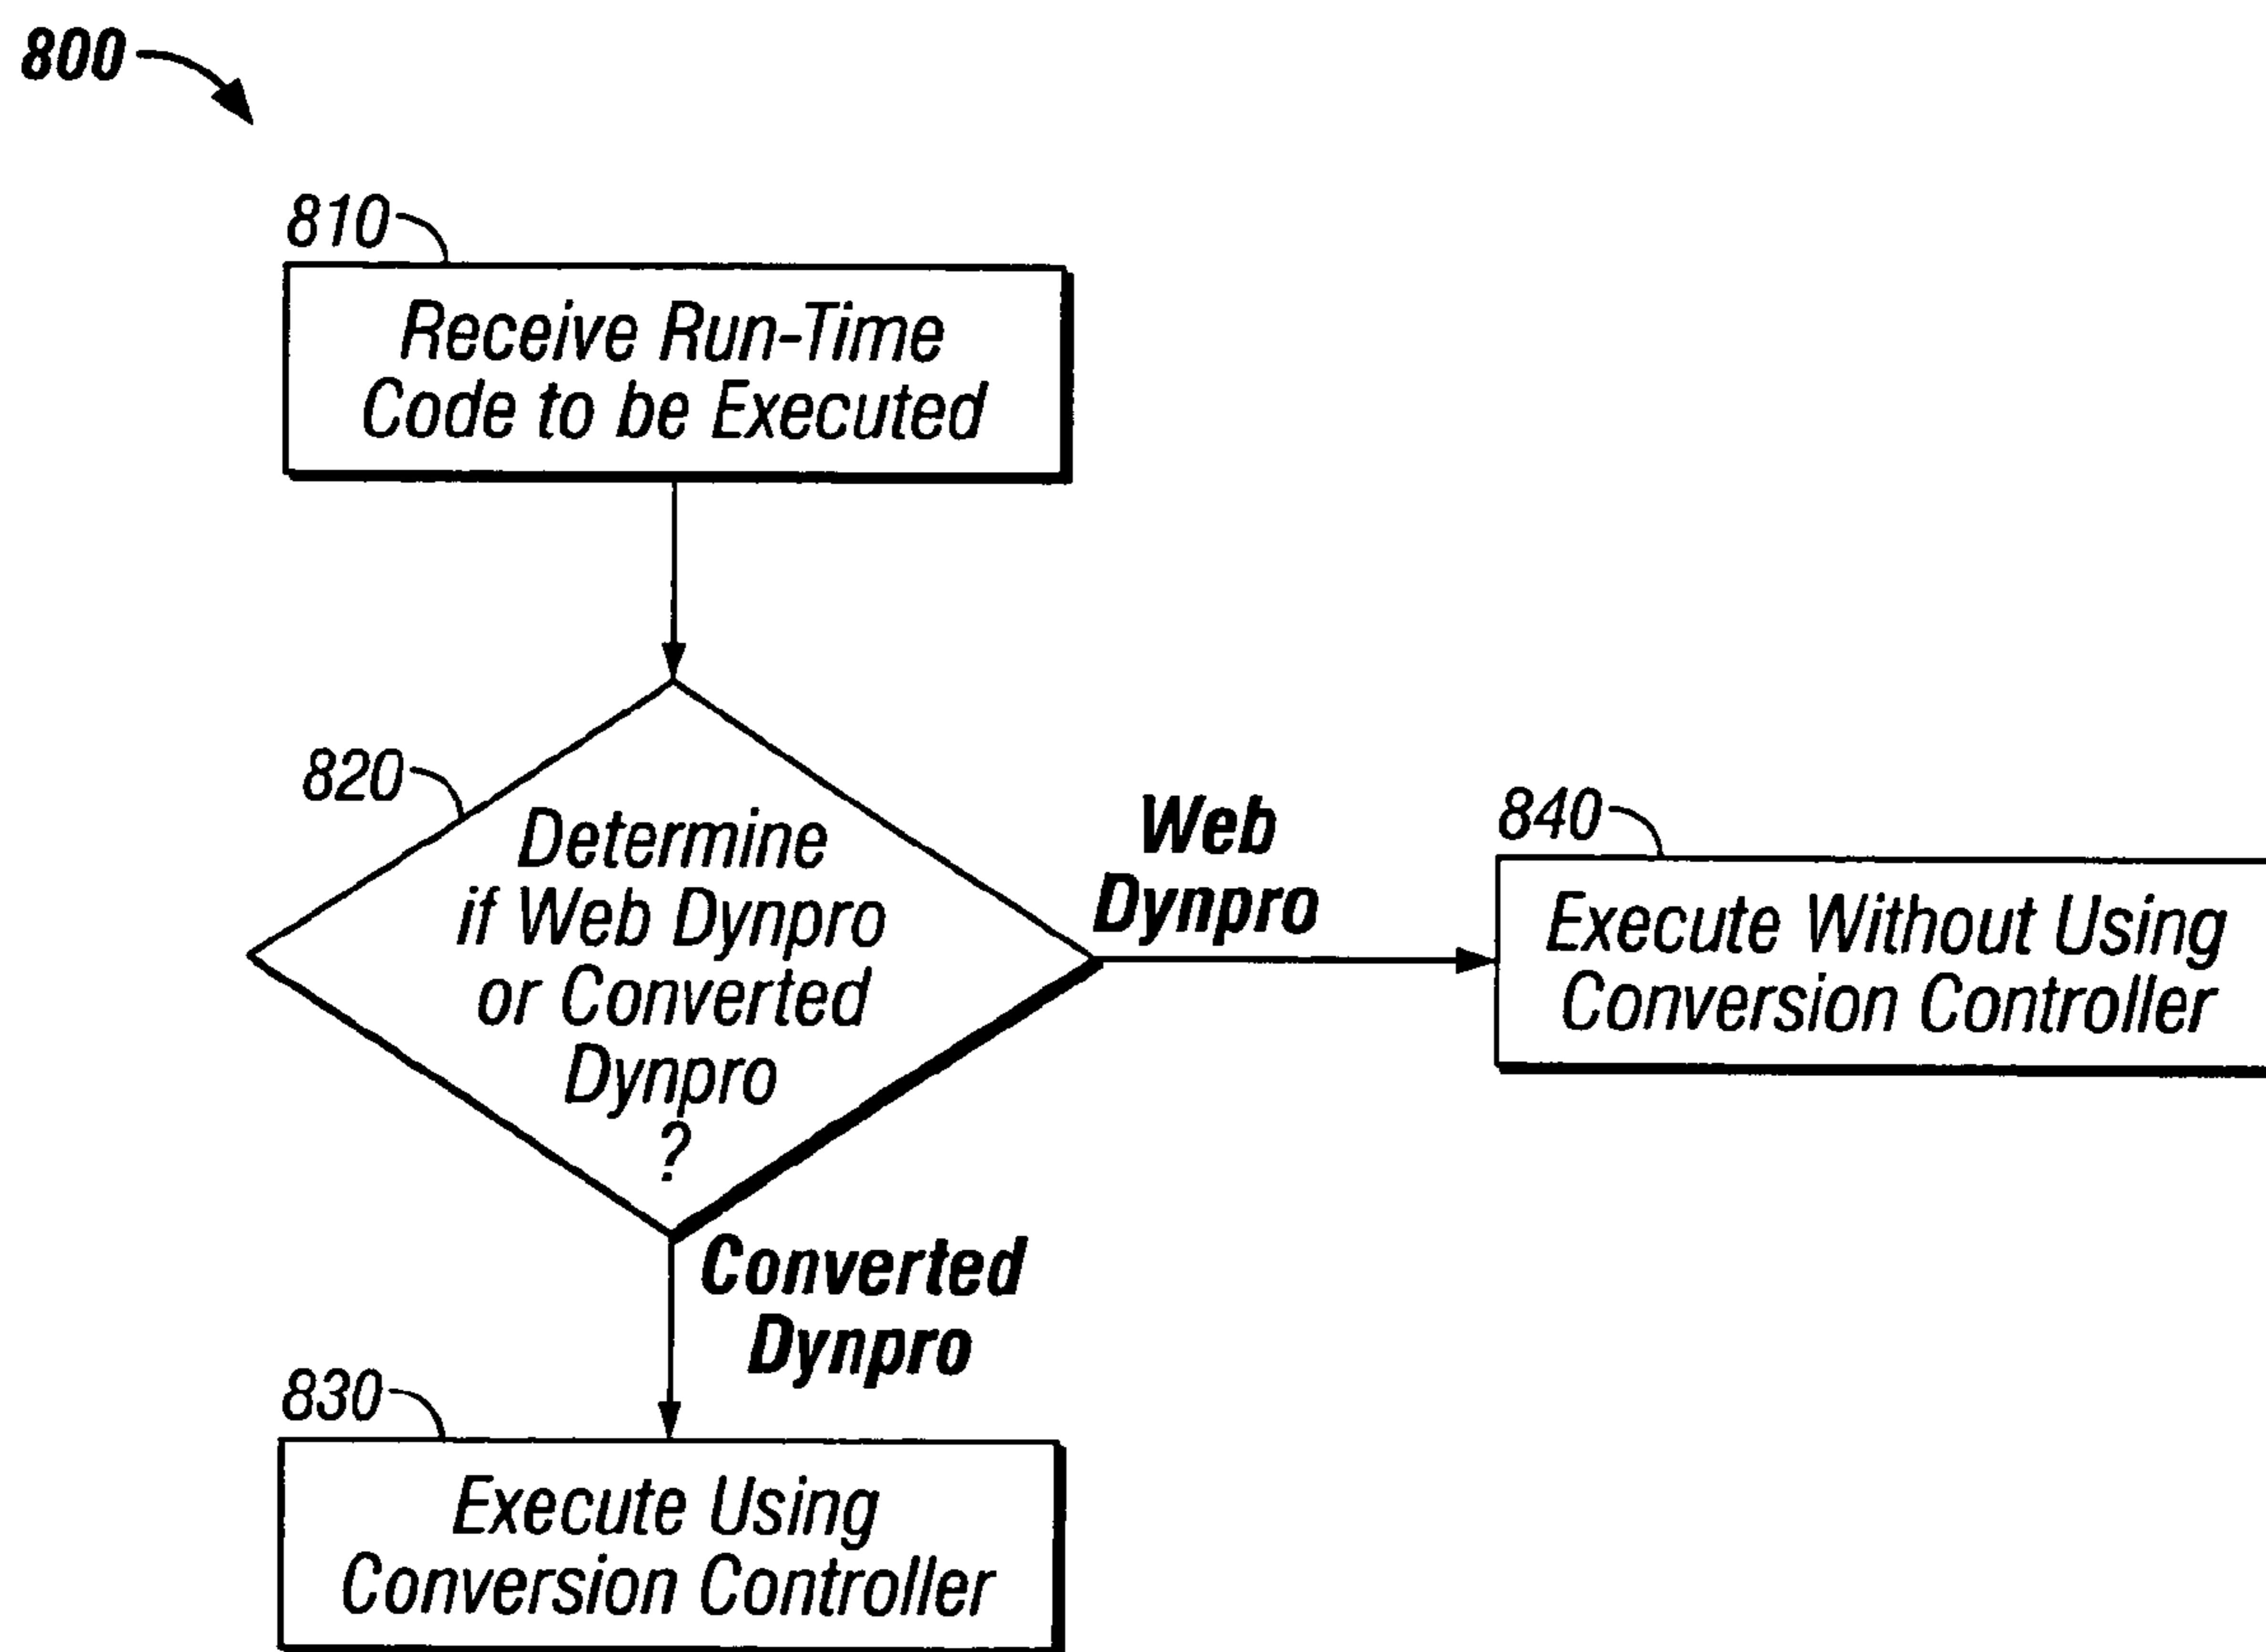 800
810
Receive Run-Time
Code to be Executed
820
Determine
if Web Dynpro
or Converted
Dynpro
?
Web
Dynpro
840
Execute Without Using
Conversion Controller
Converted
Dynpro
830
Execute Using
Conversion Controller